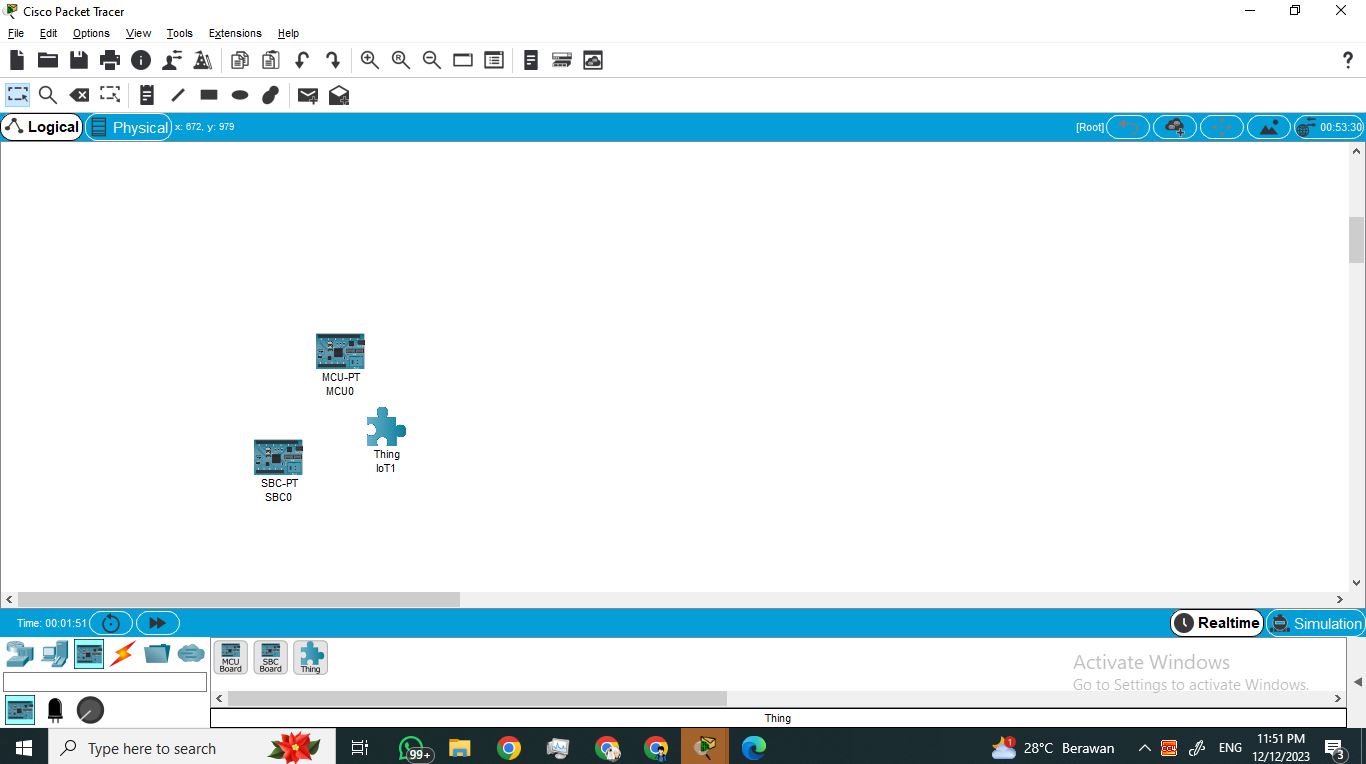 Cisco Packet Tracer
File Edit Options View Tools Extensions Help
Logical Physical x: 672, y: 979 [Root] 00:53:30
MCU-PT
MCU0
Thing
IoT1
SBC-PT
SBC0
Time: 00:01:51 Realtime Simulation
MCU Board SBC Board Thing
Activate Windows
Go to Settings to activate Windows.
Thing
Type here to search 99+ 1 28°C Berawan CCW ENG 11:51 PM
12/12/2023 3